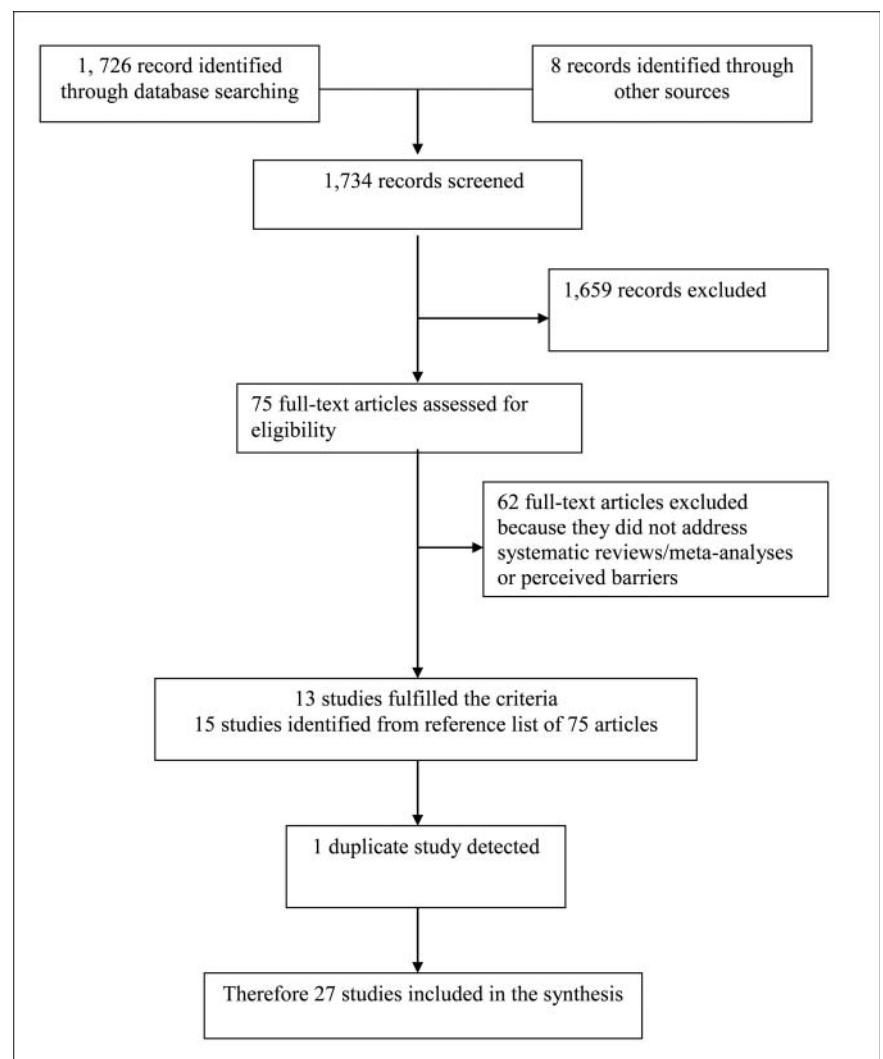 1, 726 record identified
through database searching
8 records identified through
other sources
1,734 records screened
1,659 records excluded
75 full-text articles assessed for
eligibility
62 full-text articles excluded
because they did not address
systematic reviews/meta-analyses
or perceived barriers
13 studies fulfilled the criteria
15 studies identified from reference list of 75 articles
1 duplicate study detected
Therefore 27 studies included in the synthesis